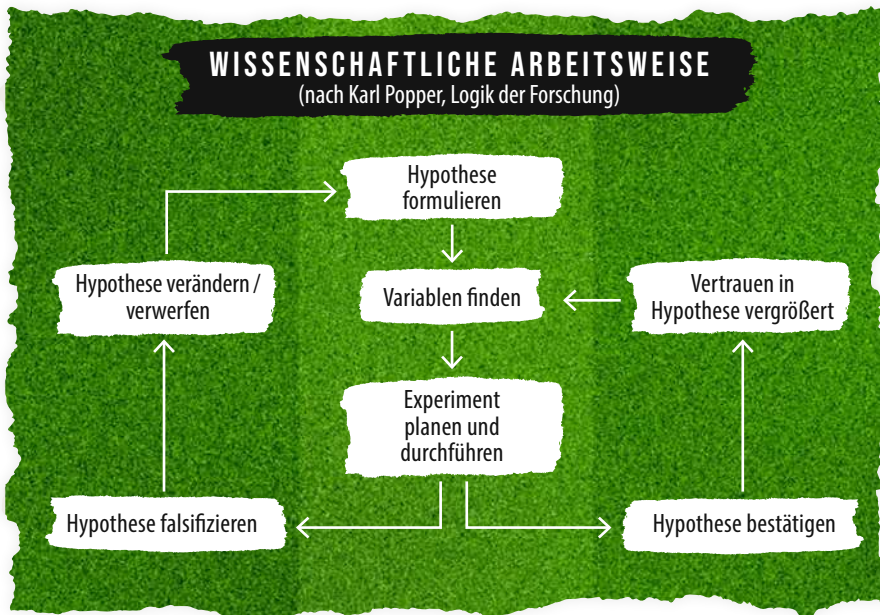 WISSENSCHAFTLICHE ARBEITSWEISE
(nach Karl Popper, Logik der Forschung)
Hypothese
formulieren
Hypothese verändern /
verwerfen
Variablen finden
Vertrauen in
Hypothese vergrößert
Experiment
planen und
durchführen
Hypothese falsifizieren
Hypothese bestätigen